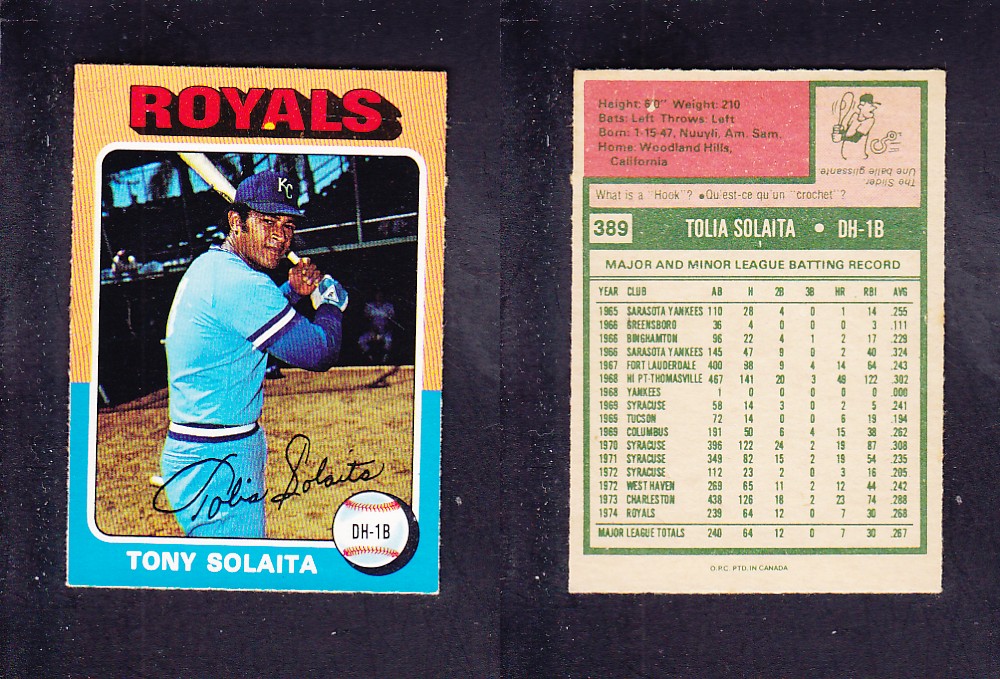 ROYALS
KC
Tolia Solaita
DH-1B
TONY SOLAITA
Height: 6'0" Weight: 210
Bats: Left Throws: Left
Born: 1-15-47, Nuuyli, Am. Sam.
Home: Woodland Hills,
California
The Slider
Une balle glissante
What is a "Hook"? ●Qu'est-ce qu'un "crochet"?
389 TOLIA SOLAITA ● DH-1B
MAJOR AND MINOR LEAGUE BATTING RECORD
YEAR CLUB AB H 2B 3B HR RBI AVG
1965 SARASOTA YANKEES 110 28 4 0 1 14 .255
1966 GREENSBORO 36 4 0 0 0 3 .111
1966 BINGHAMTON 96 22 4 1 2 17 .229
1966 SARASOTA YANKEES 145 47 9 0 2 40 .324
1967 FORT LAUDERDALE 400 98 9 4 14 64 .243
1968 HI PT-THOMASVILLE 467 141 20 3 49 122 .302
1968 YANKEES 1 0 0 0 0 0 .000
1969 SYRACUSE 58 14 3 0 2 5 .241
1969 TUCSON 72 14 0 0 6 19 .194
1969 COLUMBUS 191 50 6 4 15 38 .262
1970 SYRACUSE 396 122 24 2 19 87 .308
1971 SYRACUSE 349 82 15 2 19 54 .235
1972 SYRACUSE 112 23 2 0 3 16 .205
1972 WEST HAVEN 269 65 11 2 12 44 .242
1973 CHARLESTON 438 126 18 2 23 74 .288
1974 ROYALS 239 64 12 0 7 30 .268
MAJOR LEAGUE TOTALS 240 64 12 0 7 30 .267
O.P.C. PTD. IN CANADA